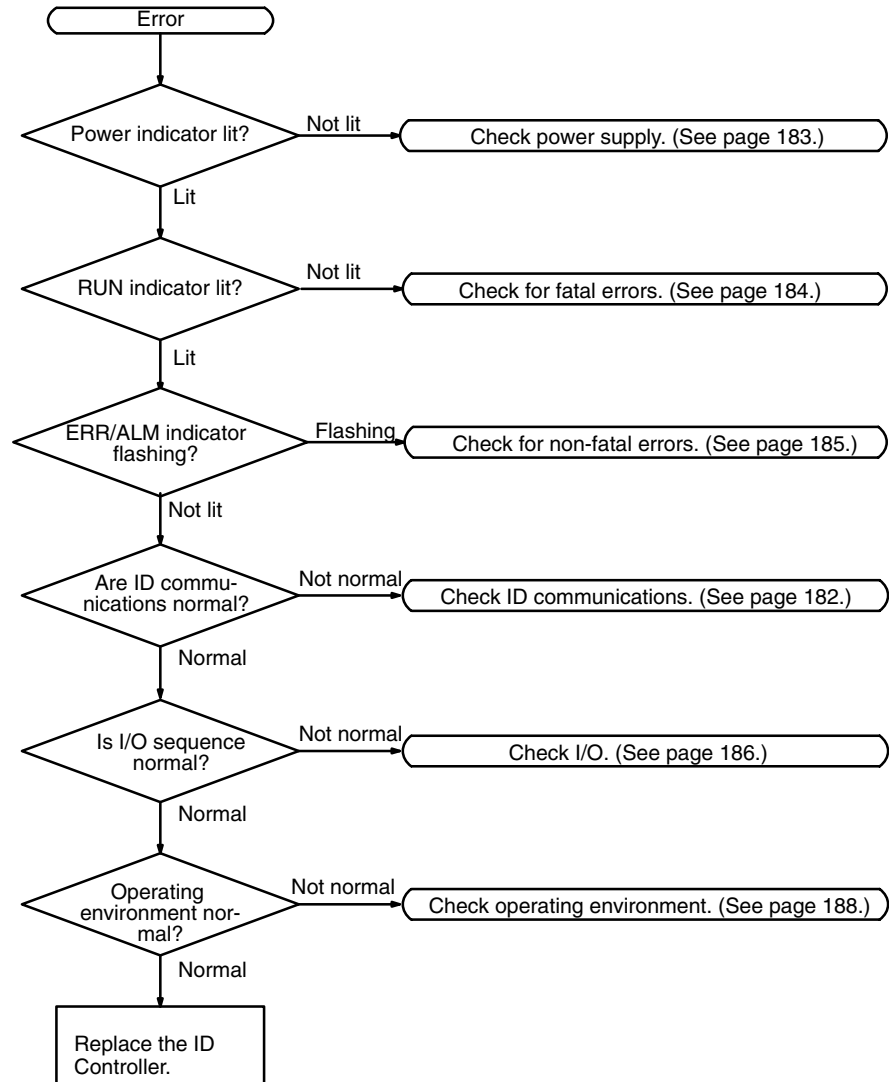 Error
Power indicator lit?
Not lit
Check power supply. (See page 183.)
Lit
RUN indicator lit?
Not lit
Check for fatal errors. (See page 184.)
Lit
ERR/ALM indicator
flashing?
Flashing
Check for non-fatal errors. (See page 185.)
Not lit
Are ID commu-
nications normal?
Not normal
Check ID communications. (See page 182.)
Normal
Is I/O sequence
normal?
Not normal
Check I/O. (See page 186.)
Normal
Operating
environment nor-
mal?
Not normal
Check operating environment. (See page 188.)
Normal
Replace the ID
Controller.